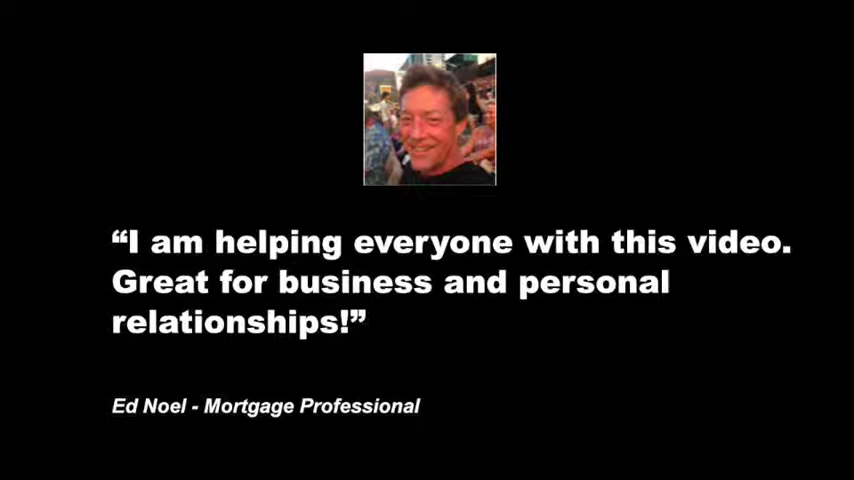 “I am helping everyone with this video.
Great for business and personal
relationships!”
Ed Noel - Mortgage Professional